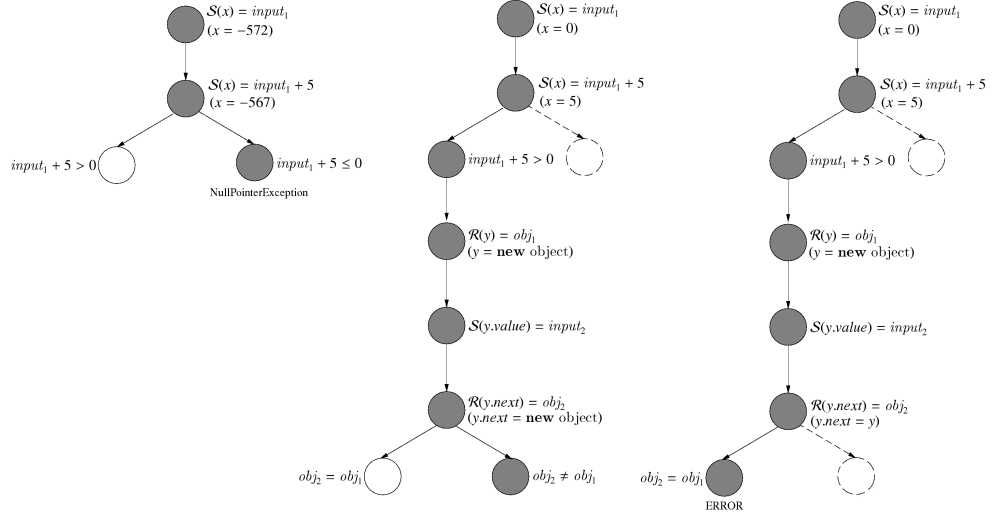 S(x) = input₁
(x = −572)
S(x) = input₁ + 5
(x = −567)
input₁ + 5 > 0
input₁ + 5 ≤ 0
NullPointerException
S(x) = input₁
(x = 0)
S(x) = input₁ + 5
(x = 5)
input₁ + 5 > 0
R(y) = obj₁
(y = new object)
S(y.value) = input₂
R(y.next) = obj₂
(y.next = new object)
obj₂ = obj₁
obj₂ ≠ obj₁
S(x) = input₁
(x = 0)
S(x) = input₁ + 5
(x = 5)
input₁ + 5 > 0
R(y) = obj₁
(y = new object)
S(y.value) = input₂
R(y.next) = obj₂
(y.next = y)
obj₂ = obj₁
ERROR